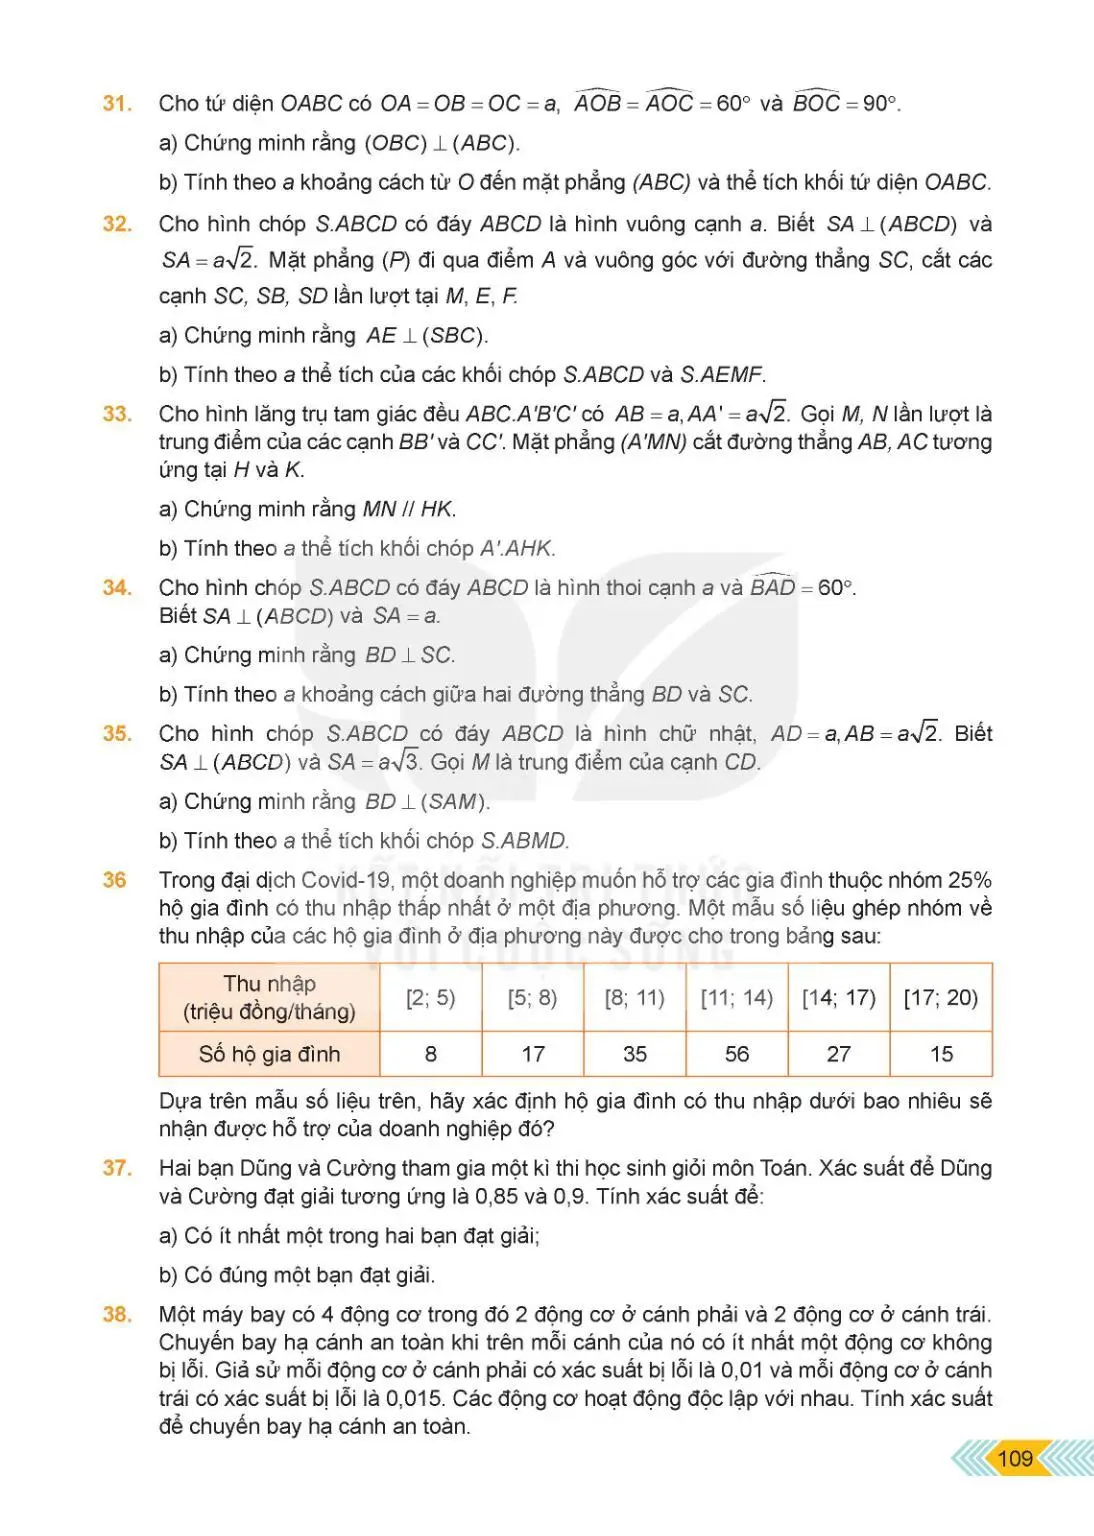 31. Cho tứ diện OABC có OA = OB = OC = a, AOB = AOC = 60° và BOC = 90°.
a) Chứng minh rằng (OBC) ⊥ (ABC).
b) Tính theo a khoảng cách từ O đến mặt phẳng (ABC) và thể tích khối tứ diện OABC.
32. Cho hình chóp S.ABCD có đáy ABCD là hình vuông cạnh a. Biết SA ⊥ (ABCD) và
SA = a√2. Mặt phẳng (P) đi qua điểm A và vuông góc với đường thẳng SC, cắt các
cạnh SC, SB, SD lần lượt tại M, E, F.
a) Chứng minh rằng AE ⊥ (SBC).
b) Tính theo a thể tích của các khối chóp S.ABCD và S.AEMF.
33. Cho hình lăng trụ tam giác đều ABC.A'B'C' có AB = a, AA' = a√2. Gọi M, N lần lượt là
trung điểm của các cạnh BB' và CC'. Mặt phẳng (A'MN) cắt đường thẳng AB, AC tương
ứng tại H và K.
a) Chứng minh rằng MN // HK.
b) Tính theo a thể tích khối chóp A'.AHK.
34. Cho hình chóp S.ABCD có đáy ABCD là hình thoi cạnh a và BAD = 60°.
Biết SA ⊥ (ABCD) và SA = a.
a) Chứng minh rằng BD ⊥ SC.
b) Tính theo a khoảng cách giữa hai đường thẳng BD và SC.
35. Cho hình chóp S.ABCD có đáy ABCD là hình chữ nhật, AD = a, AB = a√2. Biết
SA ⊥ (ABCD) và SA = a√3. Gọi M là trung điểm của cạnh CD.
a) Chứng minh rằng BD ⊥ (SAM).
b) Tính theo a thể tích khối chóp S.ABMD.
KẾT NỐI TRI THỨC
VỚI CUỘC SỐNG
36 Trong đại dịch Covid-19, một doanh nghiệp muốn hỗ trợ các gia đình thuộc nhóm 25%
hộ gia đình có thu nhập thấp nhất ở một địa phương. Một mẫu số liệu ghép nhóm về
thu nhập của các hộ gia đình ở địa phương này được cho trong bảng sau:
Thu nhập
(triệu đồng/tháng) [2; 5) [5; 8) [8; 11) [11; 14) [14; 17) [17; 20)
Số hộ gia đình 8 17 35 56 27 15
Dựa trên mẫu số liệu trên, hãy xác định hộ gia đình có thu nhập dưới bao nhiêu sẽ
nhận được hỗ trợ của doanh nghiệp đó?
37. Hai bạn Dũng và Cường tham gia một kì thi học sinh giỏi môn Toán. Xác suất để Dũng
và Cường đạt giải tương ứng là 0,85 và 0,9. Tính xác suất để:
a) Có ít nhất một trong hai bạn đạt giải;
b) Có đúng một bạn đạt giải.
38. Một máy bay có 4 động cơ trong đó 2 động cơ ở cánh phải và 2 động cơ ở cánh trái.
Chuyến bay hạ cánh an toàn khi trên mỗi cánh của nó có ít nhất một động cơ không
bị lỗi. Giả sử mỗi động cơ ở cánh phải có xác suất bị lỗi là 0,01 và mỗi động cơ ở cánh
trái có xác suất bị lỗi là 0,015. Các động cơ hoạt động độc lập với nhau. Tính xác suất
để chuyến bay hạ cánh an toàn.
109